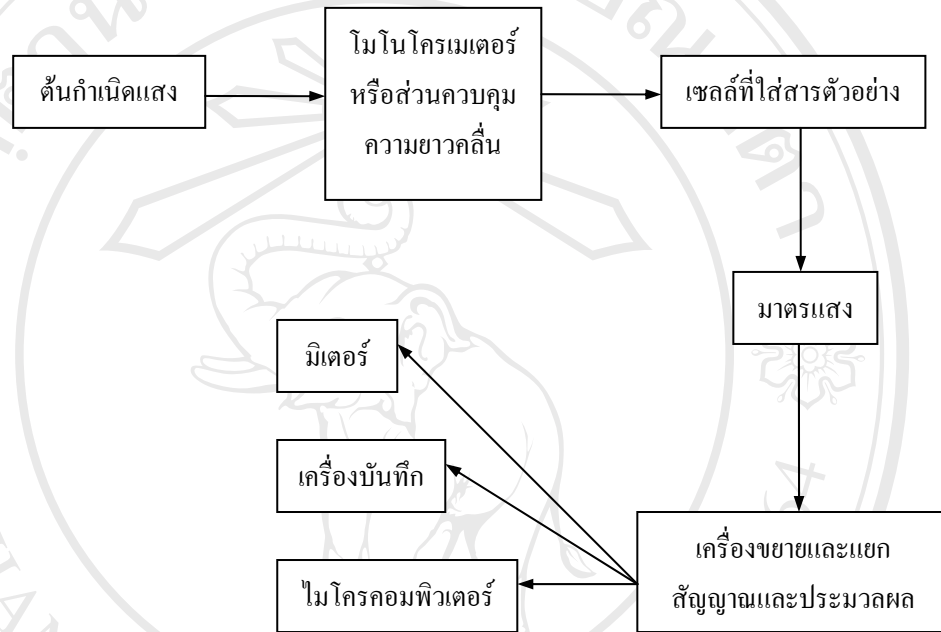 ต้นกำเนิดแสง
โมโนโครเมเตอร์
หรือส่วนควบคุม
ความยาวคลื่น
เซลล์ที่ใส่สารตัวอย่าง
มาตรแสง
มิเตอร์
เครื่องบันทึก
ไมโครคอมพิวเตอร์
เครื่องขยายและแยก
สัญญาณและประมวลผล